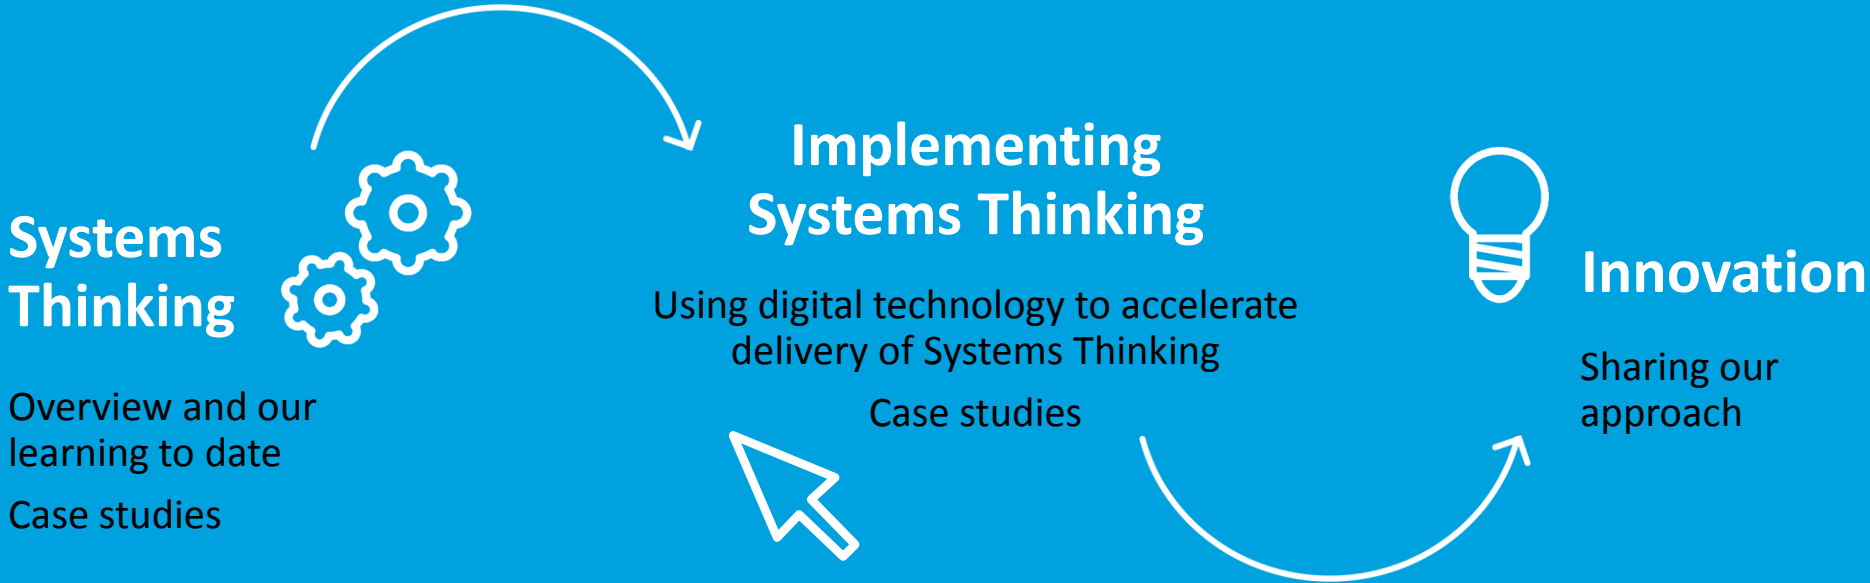 Systems
Thinking
Overview and our
learning to date
Case studies
Implementing
Systems Thinking
Using digital technology to accelerate
delivery of Systems Thinking
Case studies
Innovation
Sharing our
approach